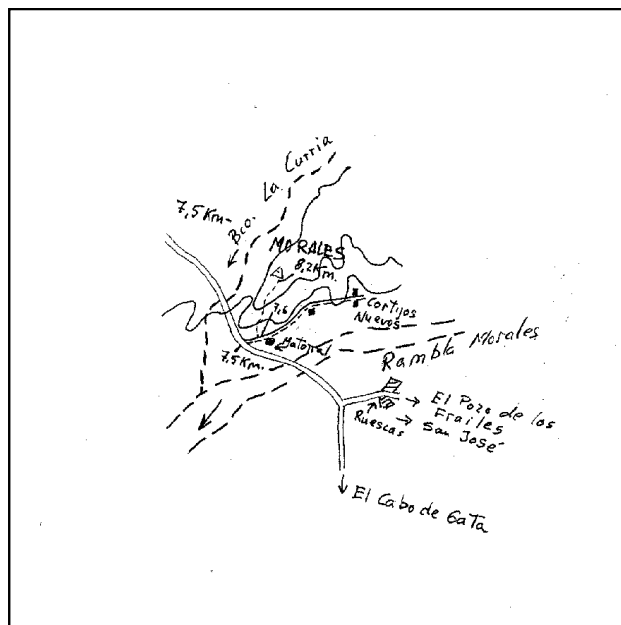 Bco. La Curria
7,5 Km-
MORALES
8,2 Km.
7,6
Cortijos
Nuevos
Matorral
7,5 Km.
Rambla Morales
El Pozo de los
Frailes
San José
Ruescas
El Cabo de Gata